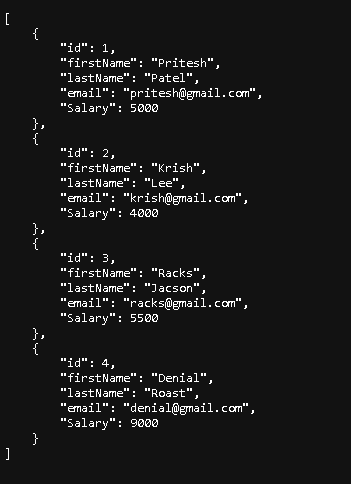 [
    {
        "id": 1,
        "firstName": "Pritesh",
        "lastName": "Patel",
        "email": "pritesh@gmail.com",
        "Salary": 5000
    },
    {
        "id": 2,
        "firstName": "Krish",
        "lastName": "Lee",
        "email": "krish@gmail.com",
        "Salary": 4000
    },
    {
        "id": 3,
        "firstName": "Racks",
        "lastName": "Jacson",
        "email": "racks@gmail.com",
        "Salary": 5500
    },
    {
        "id": 4,
        "firstName": "Denial",
        "lastName": "Roast",
        "email": "denial@gmail.com",
        "Salary": 9000
    }
]